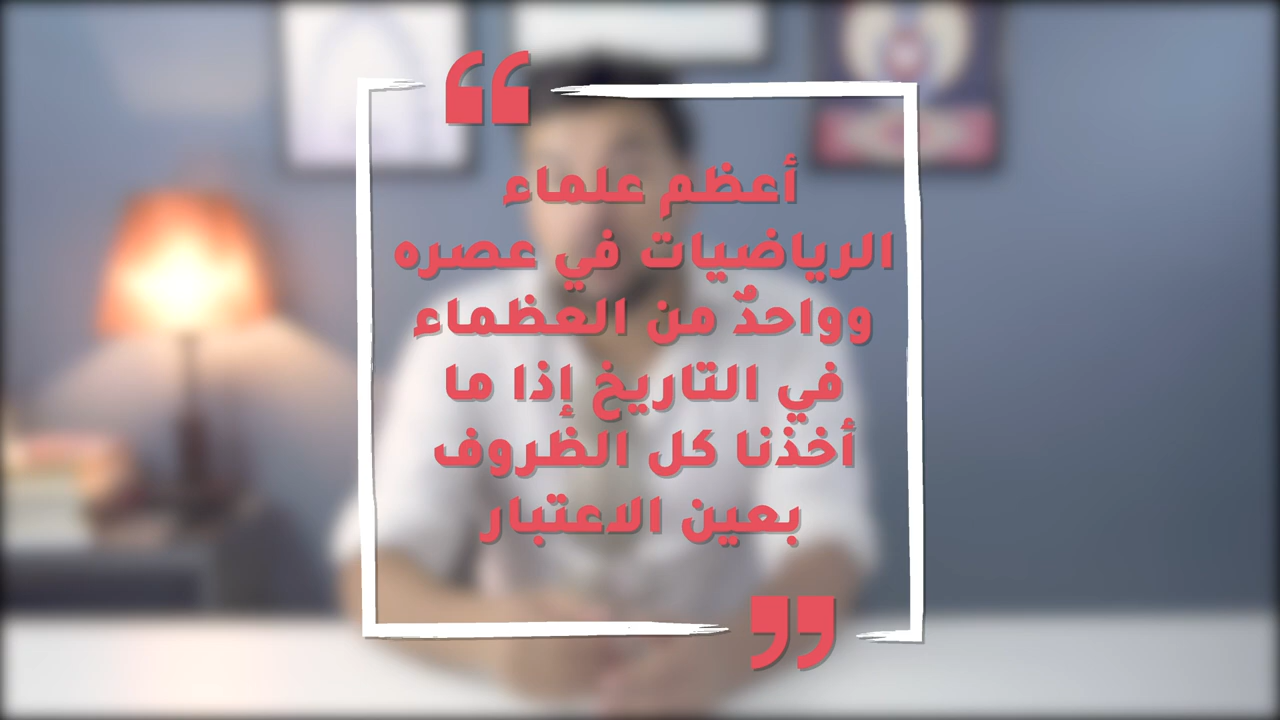 أعظم علماء
الرياضيات في عصره
وواحدٌ من العظماء
في التاريخ إذا ما
أخذنا كل الظروف
بعين الاعتبار